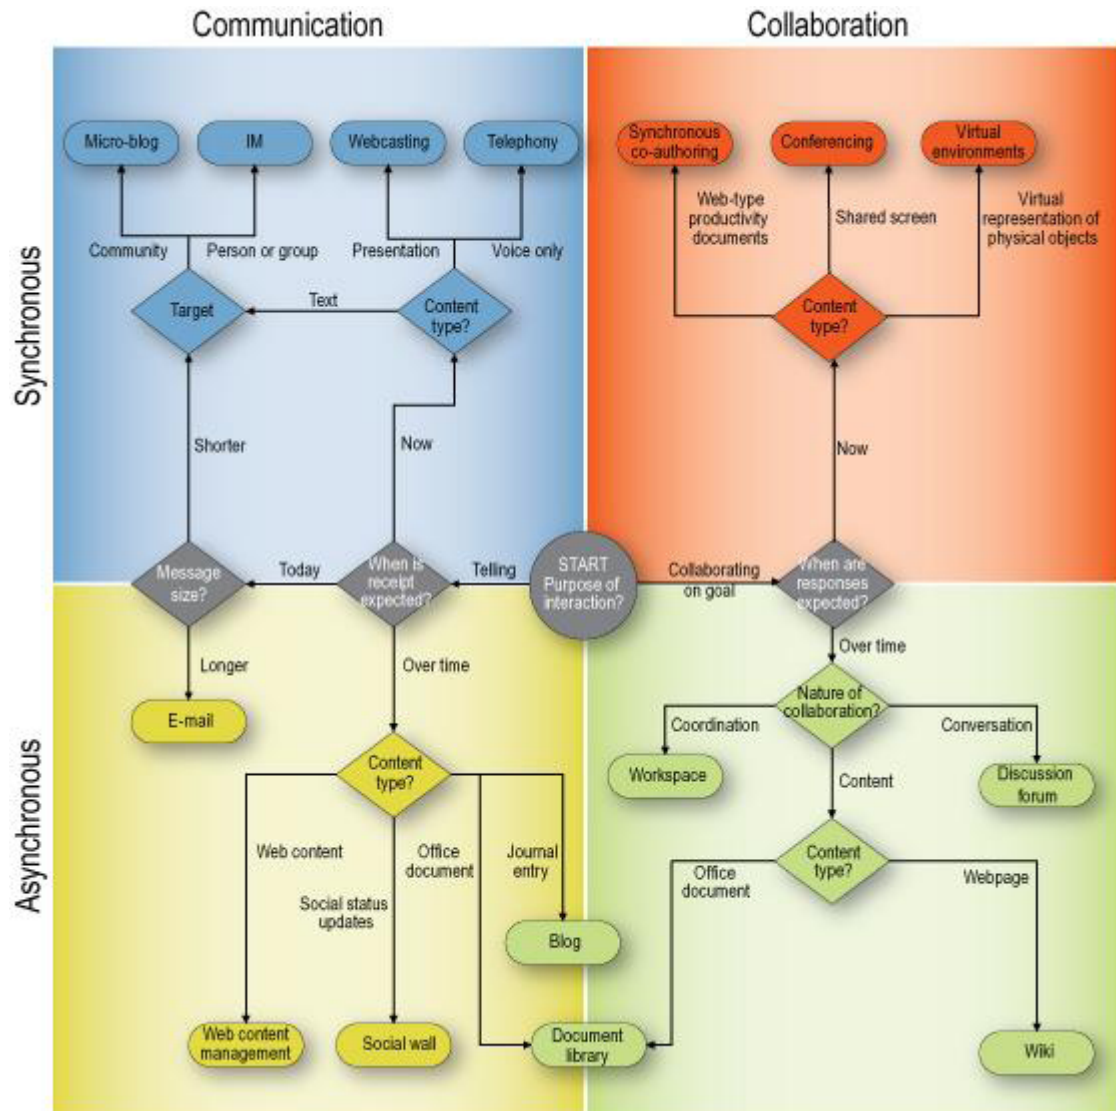 Communication
Collaboration
Synchronous
Asynchronous
Micro-blog
IM
Webcasting
Telephony
Synchronous
co-authoring
Conferencing
Virtual
environments
Community
Person or group
Presentation
Voice only
Web-type
productivity
documents
Shared screen
Virtual
representation of
physical objects
Target
Text
Content
type?
Content
type?
Shorter
Now
Now
Message
size?
Today
When is
receipt
expected?
Telling
START
Purpose of
interaction?
Collaborating
on goal
When are
responses
expected?
Longer
Over time
Over time
E-mail
Nature of
collaboration?
Coordination
Conversation
Workspace
Content
Discussion
forum
Content
type?
Web content
Social status
updates
Office
document
Journal
entry
Office
document
Content
type?
Webpage
Blog
Web content
management
Social wall
Document
library
Wiki